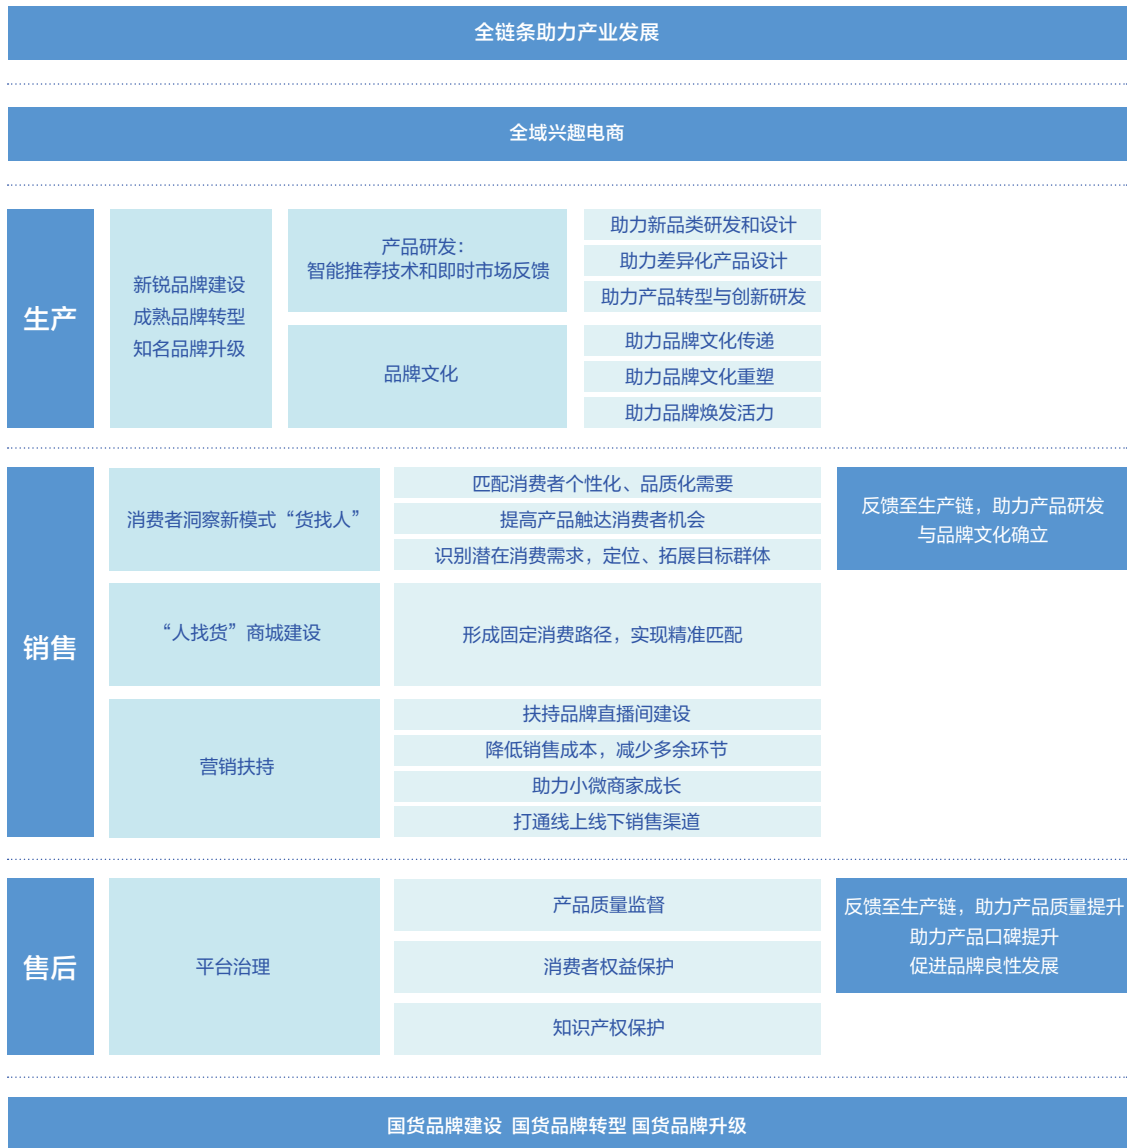 全链条助力产业发展
全域兴趣电商
生产
新锐品牌建设
成熟品牌转型
知名品牌升级
产品研发：
智能推荐技术和即时市场反馈
助力新品类研发和设计
助力差异化产品设计
助力产品转型与创新研发
品牌文化
助力品牌文化传递
助力品牌文化重塑
助力品牌焕发活力
销售
消费者洞察新模式“货找人”
匹配消费者个性化、品质化需要
提高产品触达消费者机会
识别潜在消费需求，定位、拓展目标群体
反馈至生产链，助力产品研发
与品牌文化确立
“人找货”商城建设
形成固定消费路径，实现精准匹配
营销扶持
扶持品牌直播间建设
降低销售成本，减少多余环节
助力小微商家成长
打通线上线下销售渠道
售后
平台治理
产品质量监督
消费者权益保护
知识产权保护
反馈至生产链，助力产品质量提升
助力产品口碑提升
促进品牌良性发展
国货品牌建设 国货品牌转型 国货品牌升级